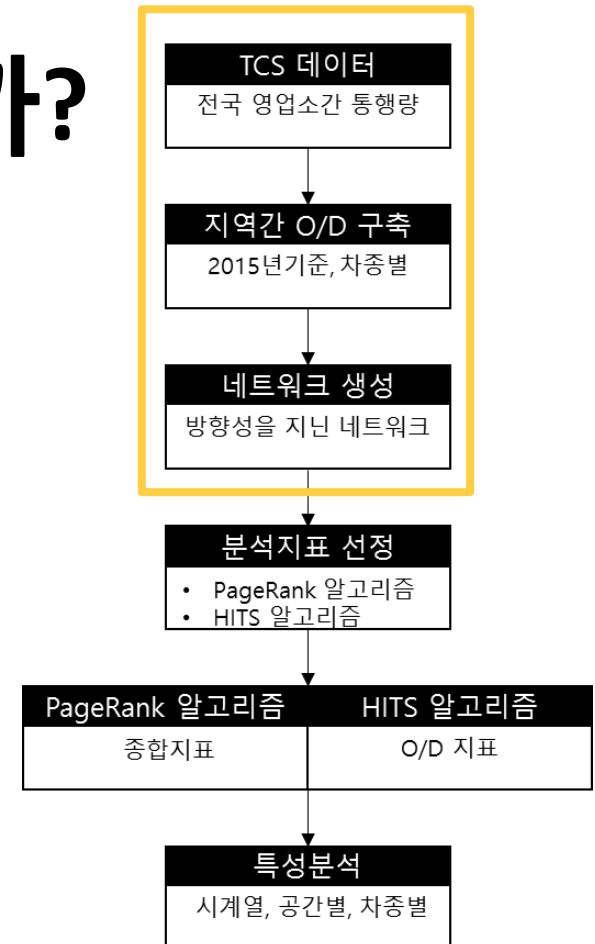 가?
TCS 데이터
전국 영업소간 통행량
지역간 O/D 구축
2015년기준, 차종별
네트워크 생성
방향성을 지닌 네트워크
분석지표 선정
• PageRank 알고리즘
• HITS 알고리즘
PageRank 알고리즘 HITS 알고리즘
종합지표 O/D 지표
특성분석
시계열, 공간별, 차종별